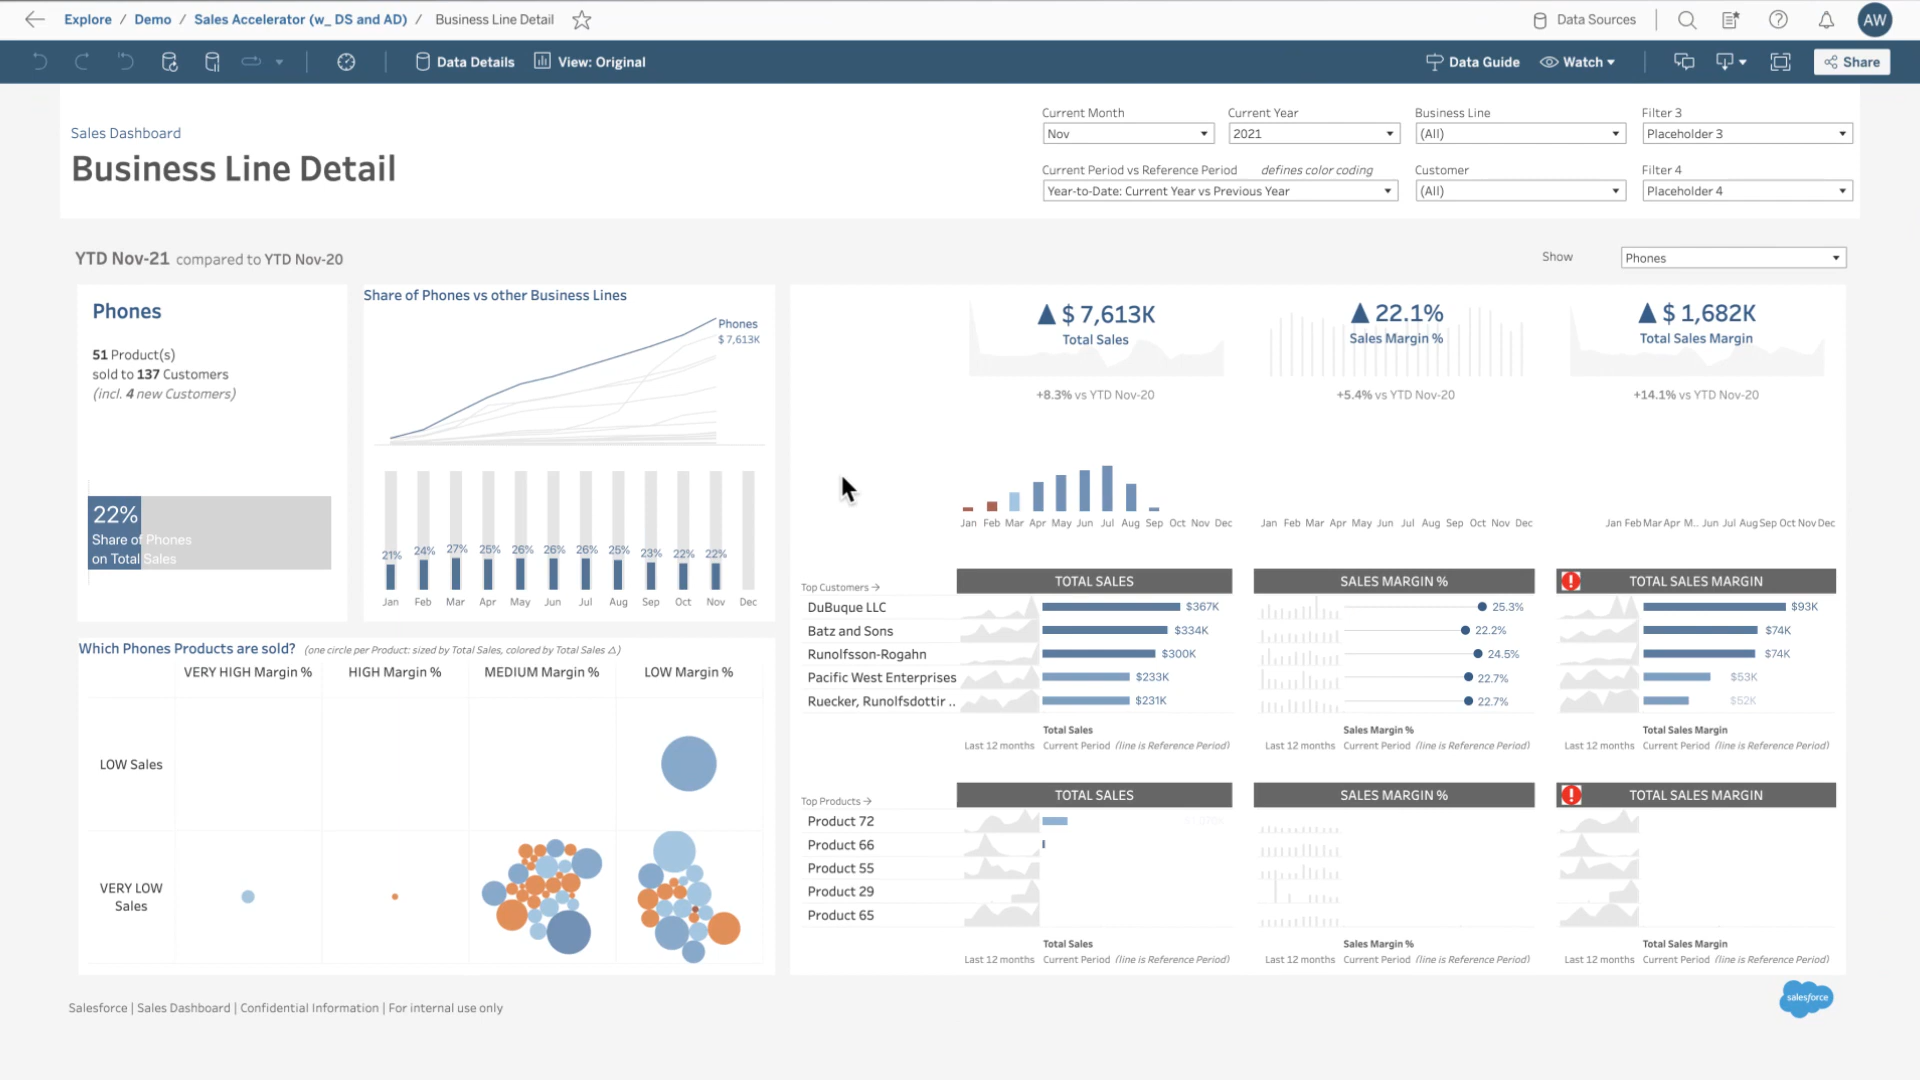 Explore / Demo / Sales Accelerator (w_ DS and AD) / Business Line Detail
Data Sources
AW
Data Details
View: Original
Data Guide
Watch
Share
Sales Dashboard
Business Line Detail
Current Month
Nov
Current Year
2021
Business Line
(All)
Filter 3
Placeholder 3
Current Period vs Reference Period defines color coding
Year-to-Date: Current Year vs Previous Year
Customer
(All)
Filter 4
Placeholder 4
YTD Nov-21 compared to YTD Nov-20
Show
Phones
Phones
51 Product(s)
sold to 137 Customers
(incl. 4 new Customers)
22%
Share of Phones
on Total Sales
Share of Phones vs other Business Lines
Phones
$ 7,613K
21% 24% 27% 25% 26% 26% 26% 25% 23% 22% 22%
Jan Feb Mar Apr May Jun Jul Aug Sep Oct Nov Dec
Which Phones Products are sold? (one circle per Product: sized by Total Sales, colored by Total Sales Δ)
VERY HIGH Margin % HIGH Margin % MEDIUM Margin % LOW Margin %
LOW Sales
VERY LOW
Sales
▲ $ 7,613K
Total Sales
+8.3% vs YTD Nov-20
▲ 22.1%
Sales Margin %
+5.4% vs YTD Nov-20
▲ $ 1,682K
Total Sales Margin
+14.1% vs YTD Nov-20
Jan Feb Mar Apr May Jun Jul Aug Sep Oct Nov Dec
Jan Feb Mar Apr May Jun Jul Aug Sep Oct Nov Dec
Jan Feb Mar Apr M... Jun Jul Aug Sep Oct Nov Dec
Top Customers → TOTAL SALES SALES MARGIN % TOTAL SALES MARGIN
DuBuque LLC $367K 25.3% $93K
Batz and Sons $334K 22.2% $74K
Runolfsson-Rogahn $300K 24.5% $74K
Pacific West Enterprises $233K 22.7% $53K
Ruecker, Runolfsdottir .. $231K 22.7% $52K
Total Sales Sales Margin % Total Sales Margin
Last 12 months Current Period (line is Reference Period) Last 12 months Current Period (line is Reference Period) Last 12 months Current Period (line is Reference Period)
Top Products → TOTAL SALES SALES MARGIN % TOTAL SALES MARGIN
Product 72
Product 66
Product 55
Product 29
Product 65
Total Sales Sales Margin % Total Sales Margin
Last 12 months Current Period (line is Reference Period) Last 12 months Current Period (line is Reference Period) Last 12 months Current Period (line is Reference Period)
Salesforce | Sales Dashboard | Confidential Information | For internal use only
salesforce